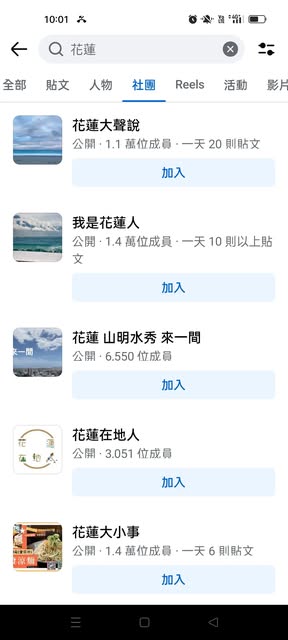 10:01
花蓮
全部 貼文 人物 社團 Reels 活動 影片
花蓮大聲說
公開 · 1.1 萬位成員 · 一天 20 則貼文
加入
我是花蓮人
公開 · 1.4 萬位成員 · 一天 10 則以上貼
文
加入
來一間
花蓮 山明水秀 來一間
公開 · 6,550 位成員
加入
花 蓮
在 地 人
花蓮在地人
公開 · 3,051 位成員
加入
花蓮大小事
公開 · 1.4 萬位成員 · 一天 6 則貼文
涼麵
加入